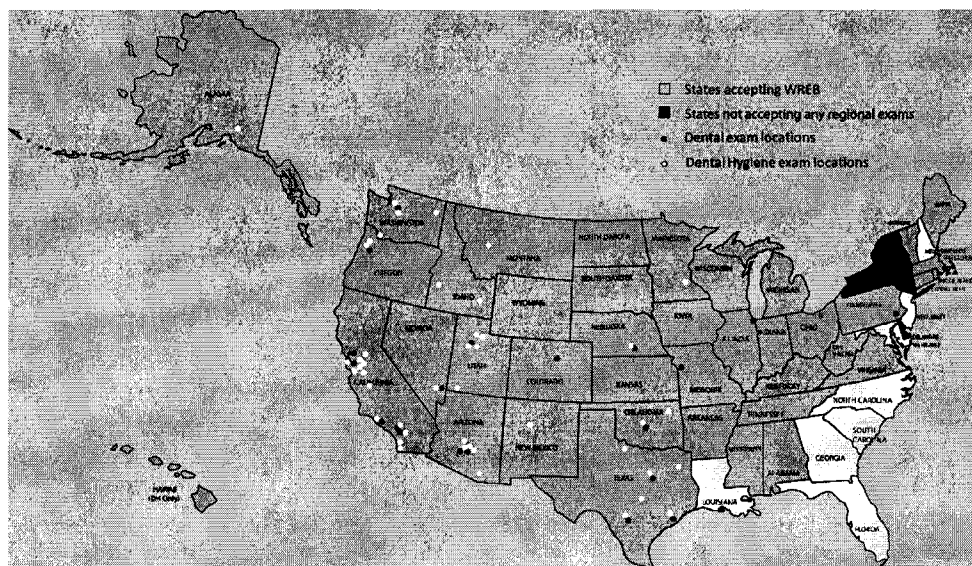 States accepting WREB
States not accepting any regional exams
Dental exam locations
Dental Hygiene exam locations
ALASKA
WASHINGTON
MONTANA
NORTH DAKOTA
MINNESOTA
OREGON
IDAHO
WYOMING
SOUTH DAKOTA
WISCONSIN
MICHIGAN
NEVADA
NEBRASKA
IOWA
ILLINOIS
INDIANA
OHIO
UTAH
COLORADO
KANSAS
MISSOURI
KENTUCKY
VIRGINIA
CALIFORNIA
ARIZONA
NEW MEXICO
OKLAHOMA
ARKANSAS
TENNESSEE
NORTH CAROLINA
SOUTH
CAROLINA
TEXAS
LOUISIANA
ALABAMA
GEORGIA
FLORIDA
HAWAII